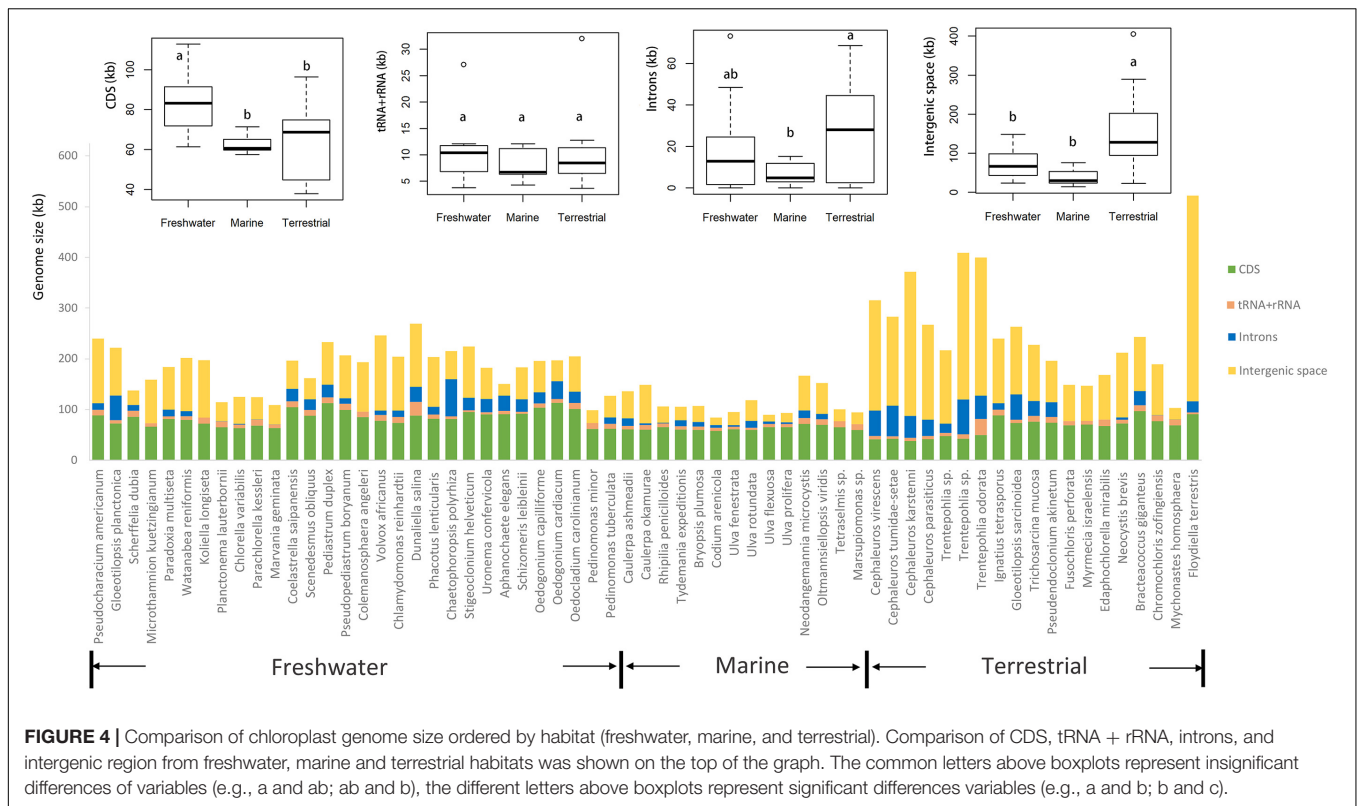 100
80
60
40
CDS (kb)
a
b
b
Freshwater
Marine
Terrestrial
30
25
20
15
10
5
tRNA+rRNA (kb)
a
a
a
Freshwater
Marine
Terrestrial
60
40
20
0
Introns (kb)
ab
b
a
Freshwater
Marine
Terrestrial
400
300
200
100
0
Intergenic space (kb)
b
b
a
Freshwater
Marine
Terrestrial
600
500
400
300
200
100
0
Genome size (kb)
CDS
tRNA+rRNA
Introns
Intergenic space
Pseudocharacium americanum
Gloeotilopsis planctonica
Scherffelia dubia
Microthamnion kuetzingianum
Paradoxia multiseta
Watanabea reniformis
Koliella longiseta
Planctonema lauterbornii
Chlorella variabilis
Parachlorella kessleri
Marvania geminata
Coelastrella saipanensis
Scenedesmus obliquus
Pediastrum duplex
Pseudopediastrum boryanum
Colemanosphaera angeleri
Volvox africanus
Chlamydomonas reinhardtii
Dunaliella salina
Phacotus lenticularis
Chaetophoropsis polyrhiza
Stigeoclonium helveticum
Uronema confervicola
Aphanochaete elegans
Schizomeris leibleinii
Oedogonium capilliforme
Oedogonium cardiacum
Oedocladium carolinianum
Pedinomonas minor
Pedinomonas tuberculata
Caulerpa ashmeadii
Caulerpa okamurae
Rhipilia penicilloides
Tydemania expeditionis
Bryopsis plumosa
Codium arenicola
Ulva fenestrata
Ulva rotundata
Ulva flexuosa
Ulva prolifera
Neodangemannia microcystis
Oltmannsiellopsis viridis
Tetraselmis sp.
Marsupiomonas sp.
Cephaleuros virescens
Cephaleuros tumidae-setae
Cephaleuros karstenii
Cephaleuros parasiticus
Trentepohlia sp.
Trentepohlia sp.
Trentepohlia odorata
Ignatius tetrasporus
Gloeotilopsis sarcinoidea
Trichosarcina mucosa
Pseudendoclonium akinetum
Fusochloris perforata
Myrmecia israelensis
Edaphochlorella mirabilis
Neocystis brevis
Bracteacoccus giganteus
Chromochloris zofingiensis
Mychonastes homosphaera
Floydiella terrestris
Freshwater
Marine
Terrestrial
FIGURE 4 | Comparison of chloroplast genome size ordered by habitat (freshwater, marine, and terrestrial). Comparison of CDS, tRNA + rRNA, introns, and
intergenic region from freshwater, marine and terrestrial habitats was shown on the top of the graph. The common letters above boxplots represent insignificant
differences of variables (e.g., a and ab; ab and b), the different letters above boxplots represent significant differences variables (e.g., a and b; b and c).